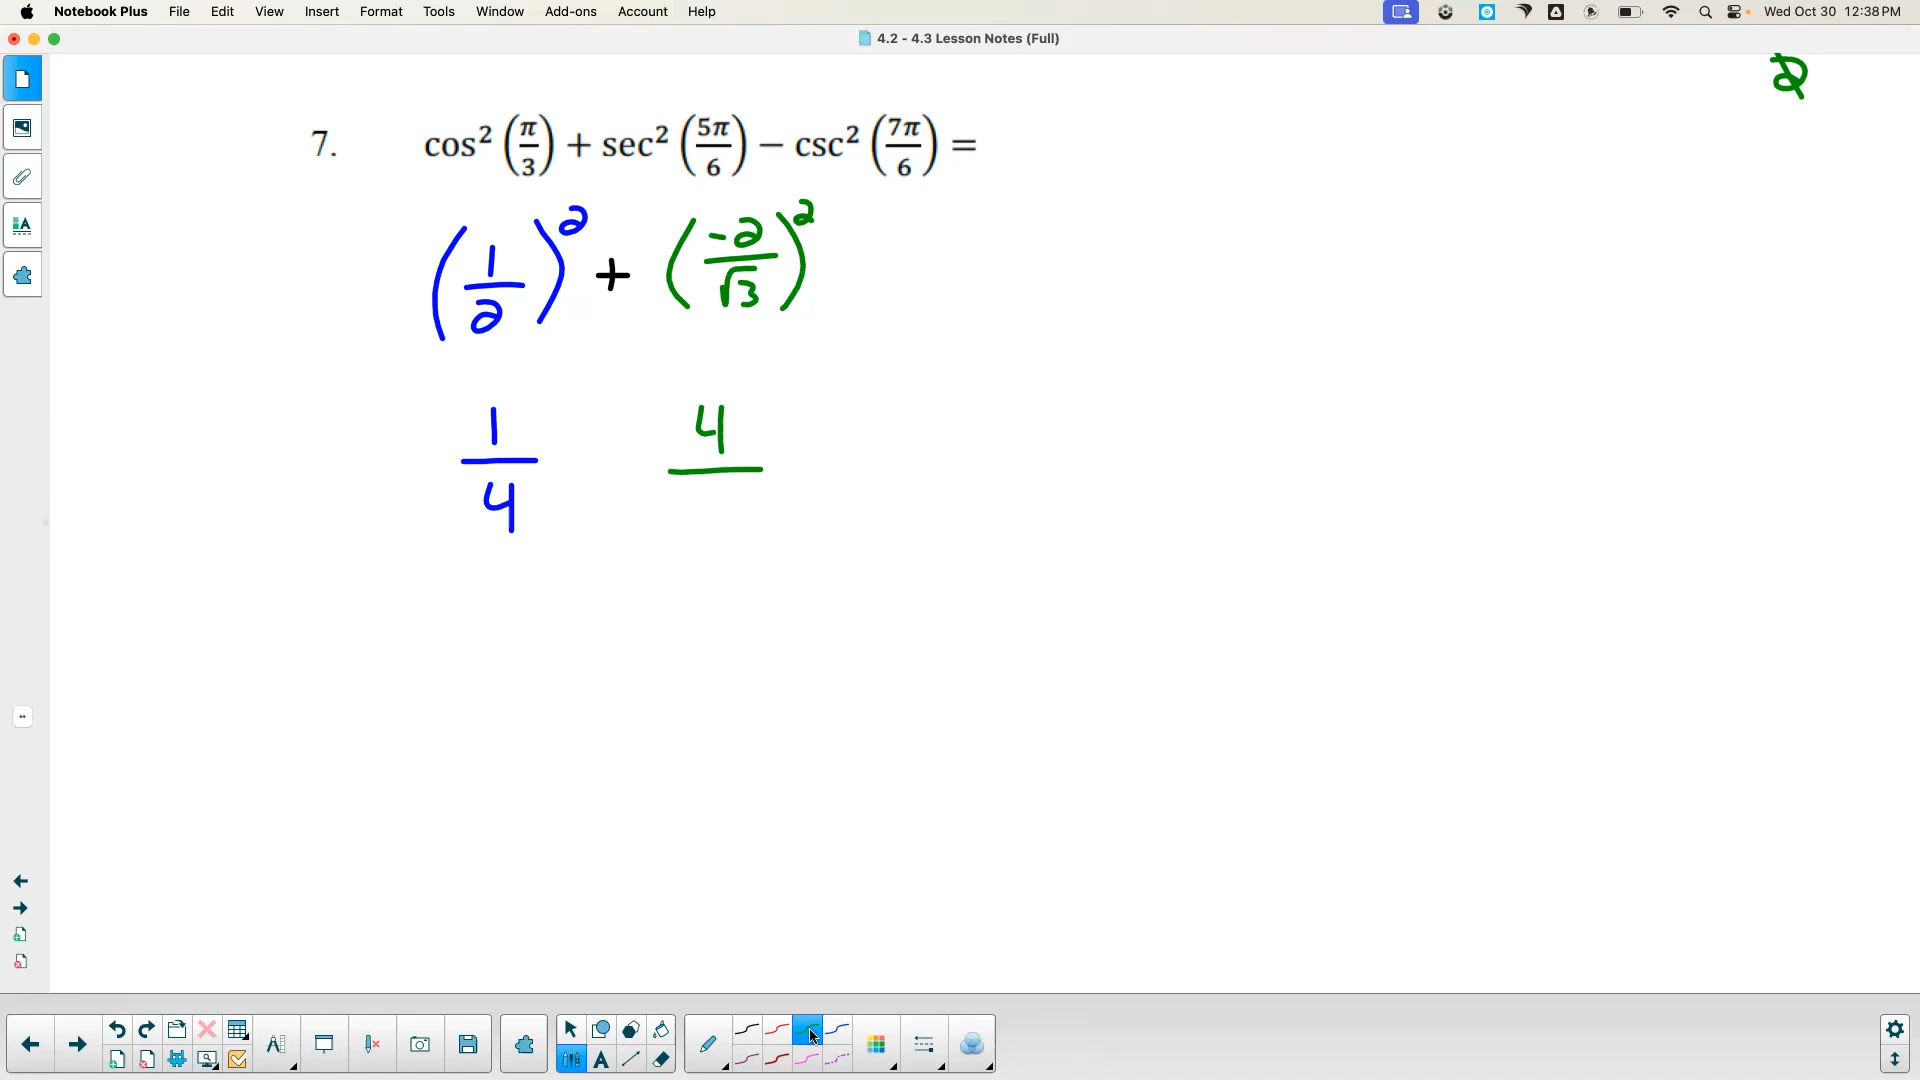 Notebook Plus File Edit View Insert Format Tools Window Add-ons Account Help Wed Oct 30 12:38 PM
4.2 - 4.3 Lesson Notes (Full)
2
7. cos² (π/3) + sec² (5π/6) − csc² (7π/6) =
(1/2)² + (-2/√3)²
1/4 4/
A
A